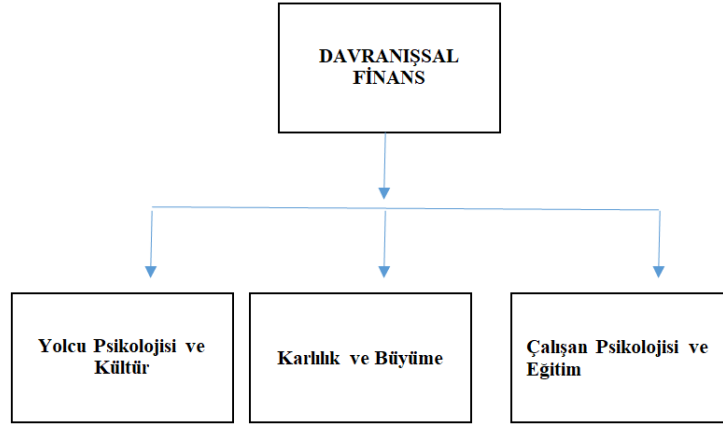 DAVRANIŞSAL
FİNANS
Yolcu Psikolojisi ve
Kültür
Karlılık ve Büyüme
Çalışan Psikolojisi ve
Eğitim